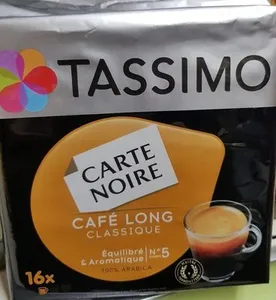 TASSIMO
CARTE
NOIRE
CAFÉ LONG
CLASSIQUE
Équilibré
& Aromatique N°5
100% ARABICA
16x